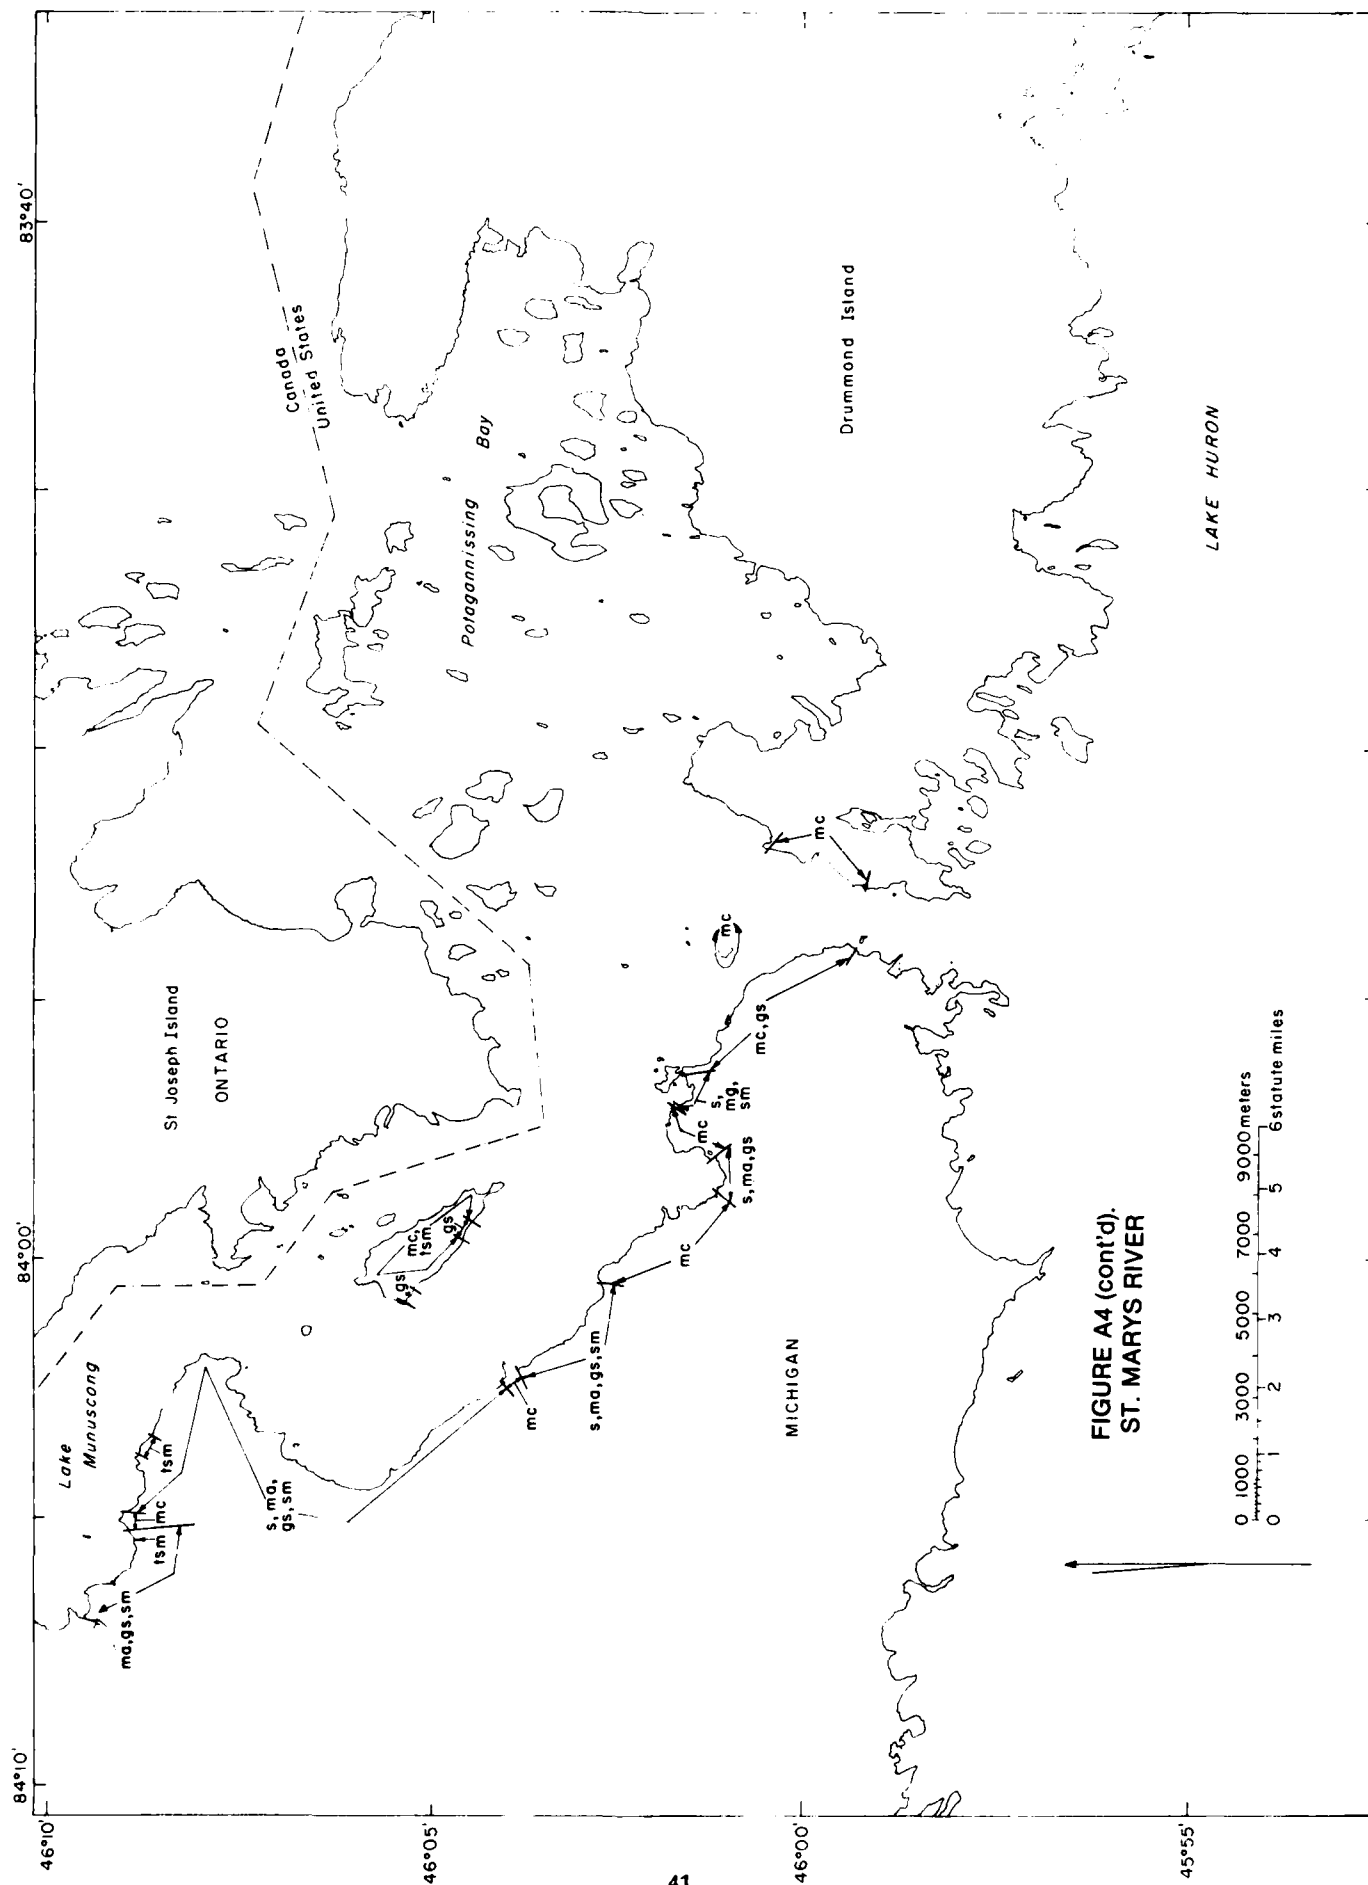 84°10'
84°00'
83°40'
46°10'
46°05'
46°00'
45°55'
Lake
Munuscong
St Joseph Island
ONTARIO
Canada
United States
Potagannissing
Bay
Drummond Island
LAKE HURON
MICHIGAN
ma,gs,sm
tsm
mc
tsm
s,ma,
gs,sm
gs
mc,
tsm
gs
mc
s,ma,gs,sm
mc
s,ma,gs
mc
s,
mg,
sm
mc,gs
mc
mc
FIGURE A4 (cont'd).
ST. MARYS RIVER
0 1000 3000 5000 7000 9000 meters
0 1 2 3 4 5 6 statute miles
41